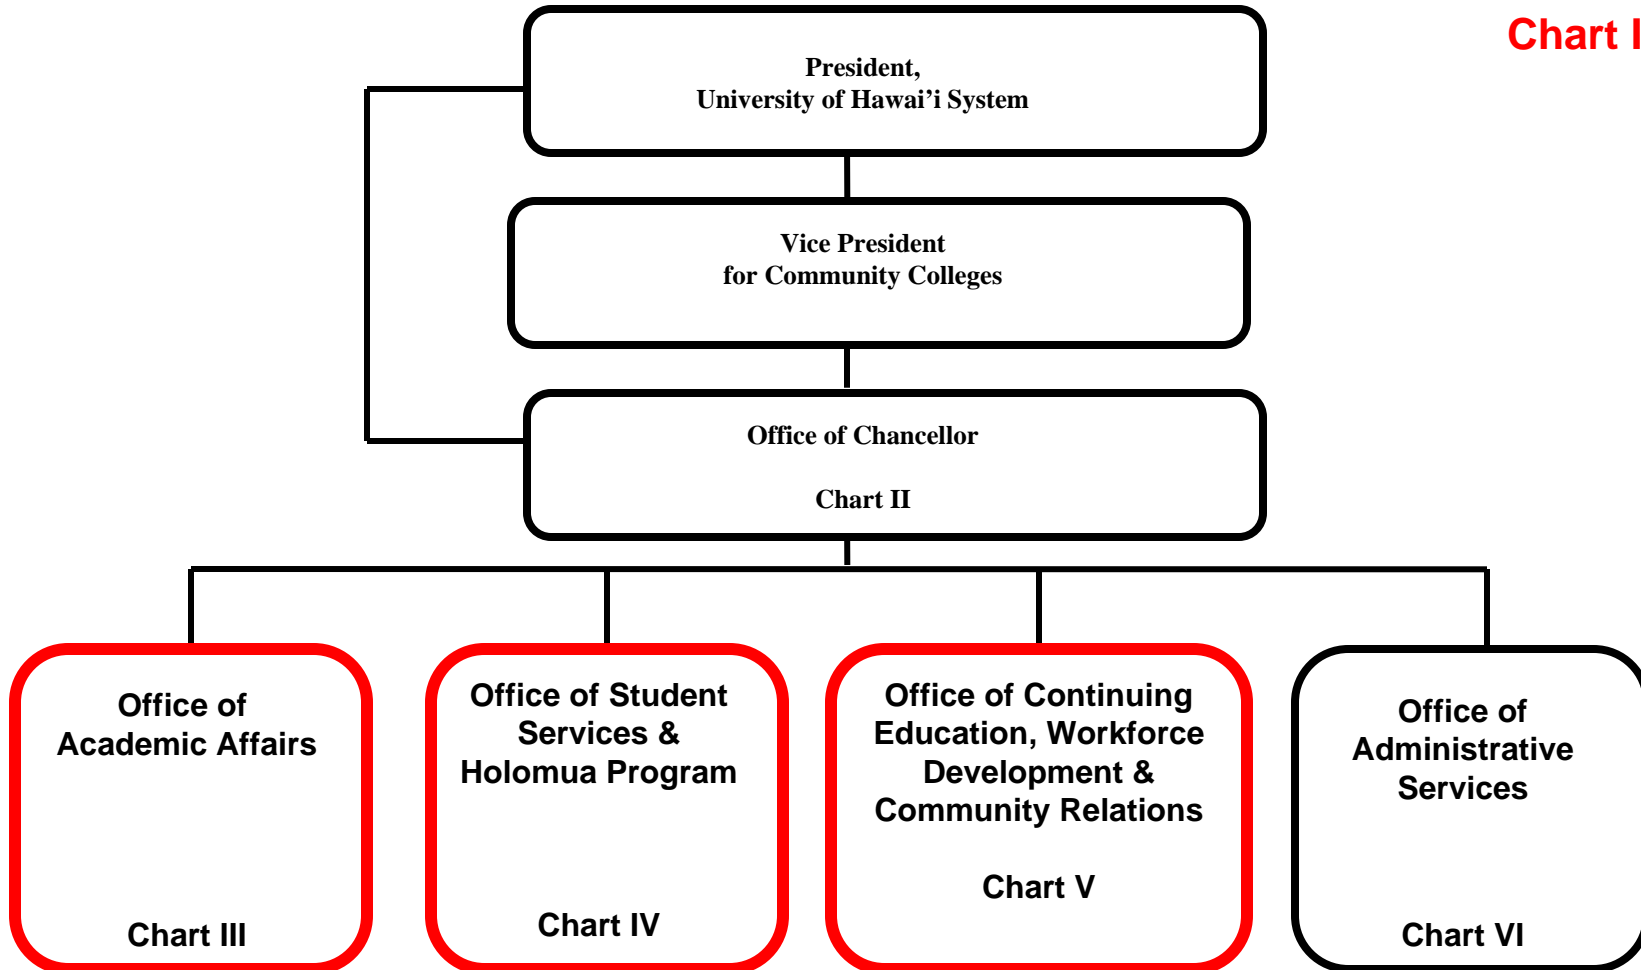 Chart I
President,
University of Hawai’i System
Vice President
for Community Colleges
Office of Chancellor
Chart II
Office of
Academic Affairs
Chart III
Office of Student
Services &
Holomua Program
Chart IV
Office of Continuing
Education, Workforce
Development &
Community Relations
Chart V
Office of
Administrative
Services
Chart VI